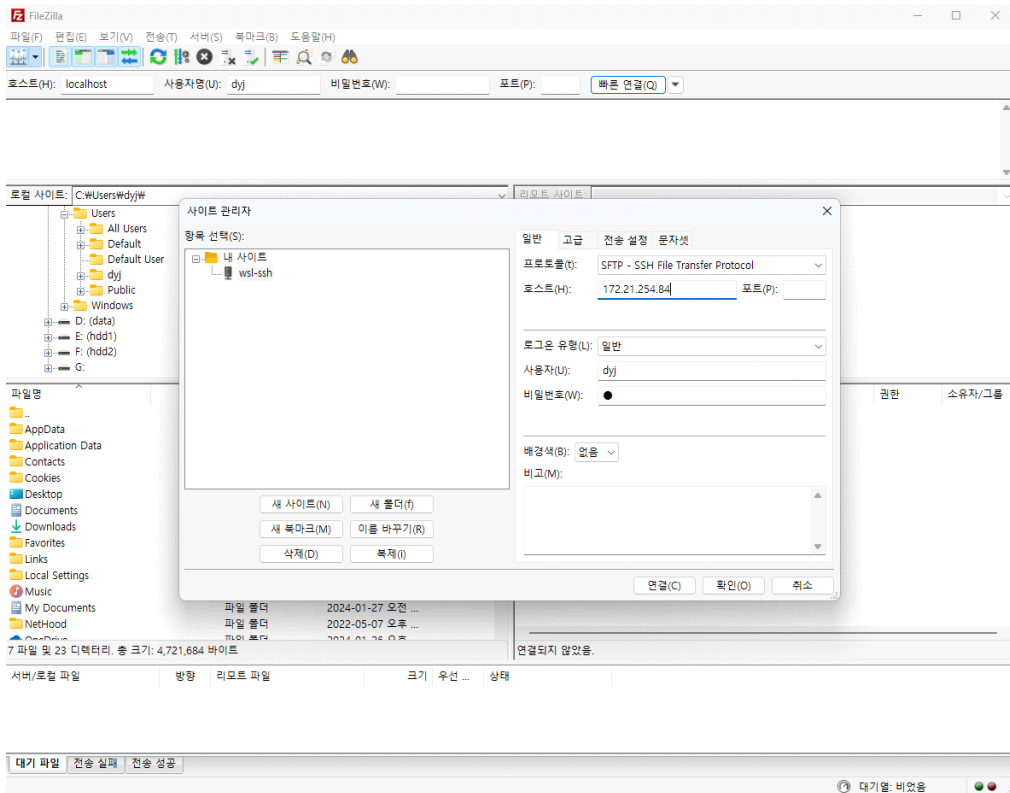 FileZilla
파일(F) 편집(E) 보기(V) 전송(T) 서버(S) 북마크(B) 도움말(H)
호스트(H): localhost 사용자명(U): dyj 비밀번호(W): 포트(P): 빠른 연결(Q)
로컬 사이트: C:₩Users₩dyj₩
리모트 사이트:
Users
All Users
Default
Default User
dyj
Public
Windows
D: (data)
E: (hdd1)
F: (hdd2)
G:
파일명
..
AppData
Application Data
Contacts
Cookies
Desktop
Documents
Downloads
Favorites
Links
Local Settings
Music
My Documents 파일 폴더 2024-01-27 오전 ...
NetHood 파일 폴더 2022-05-07 오후 ...
OneDrive 파일 폴더 2024-01-26 오후 ...
7 파일 및 23 디렉터리. 총 크기: 4,721,684 바이트
권한 소유자/그룹
연결되지 않았음.
사이트 관리자
항목 선택(S):
내 사이트
wsl-ssh
새 사이트(N) 새 폴더(f)
새 북마크(M) 이름 바꾸기(R)
삭제(D) 복제(i)
일반 고급 전송 설정 문자셋
프로토콜(t): SFTP - SSH File Transfer Protocol
호스트(H): 172.21.254.84 포트(P):
로그온 유형(L): 일반
사용자(U): dyj
비밀번호(W): ●
배경색(B): 없음
비고(M):
연결(C) 확인(O) 취소
서버/로컬 파일 방향 리모트 파일 크기 우선 ... 상태
대기 파일 전송 실패 전송 성공
대기열: 비었음